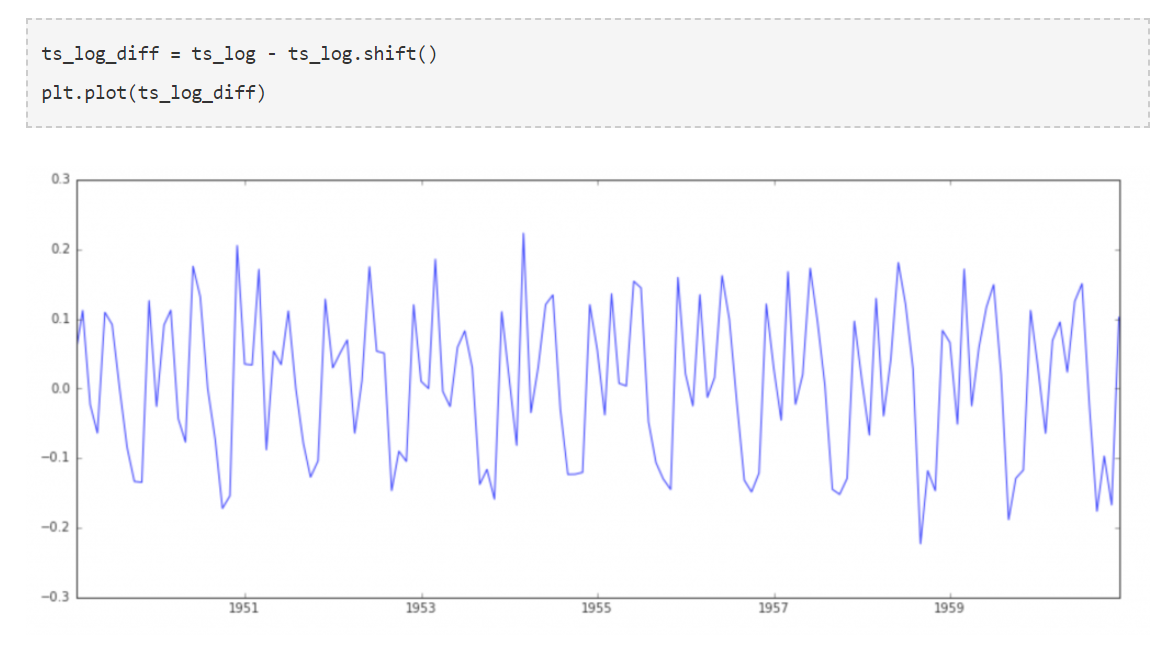 ts_log_diff = ts_log - ts_log.shift()
plt.plot(ts_log_diff)
0.3
0.2
0.1
0.0
−0.1
−0.2
−0.3
1951 1953 1955 1957 1959